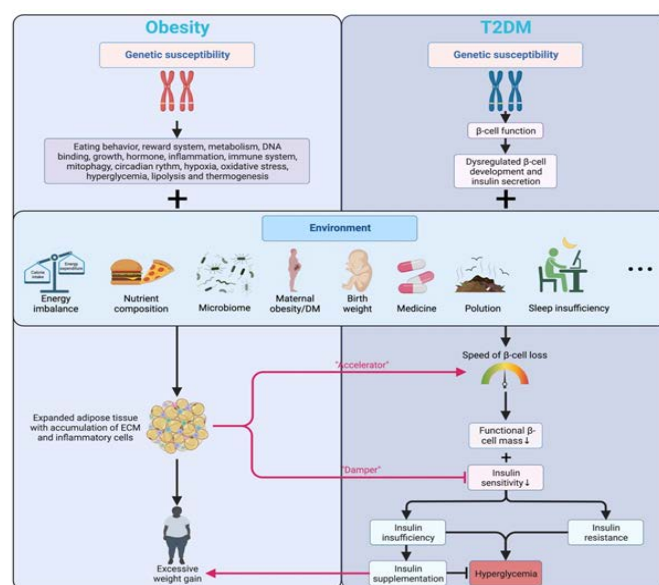 Obesity
T2DM
Genetic susceptibility
Genetic susceptibility
β-cell function
Eating behavior, reward system, metabolism, DNA
binding, growth, hormone, inflammation, immune system,
mitophagy, circadian rythm, hypoxia, oxidative stress,
hyperglycemia, lipolysis and thermogenesis
Dysregulated β-cell
development and
insulin secretion
+
+
Environment
Calorie
intake
Energy
expenditure
Energy
imbalance
Nutrient
composition
Microbiome
Maternal
obesity/DM
Birth
weight
Medicine
Polution
Sleep insufficiency
...
"Accelerator"
Speed of β-cell loss
Expanded adipose tissue
with accumulation of ECM
and inflammatory cells
Functional β-
cell mass↓
+
"Damper"
Insulin
sensitivity↓
Insulin
insufficiency
Insulin
resistance
Excessive
weight gain
Insulin
supplementation
Hyperglycemia